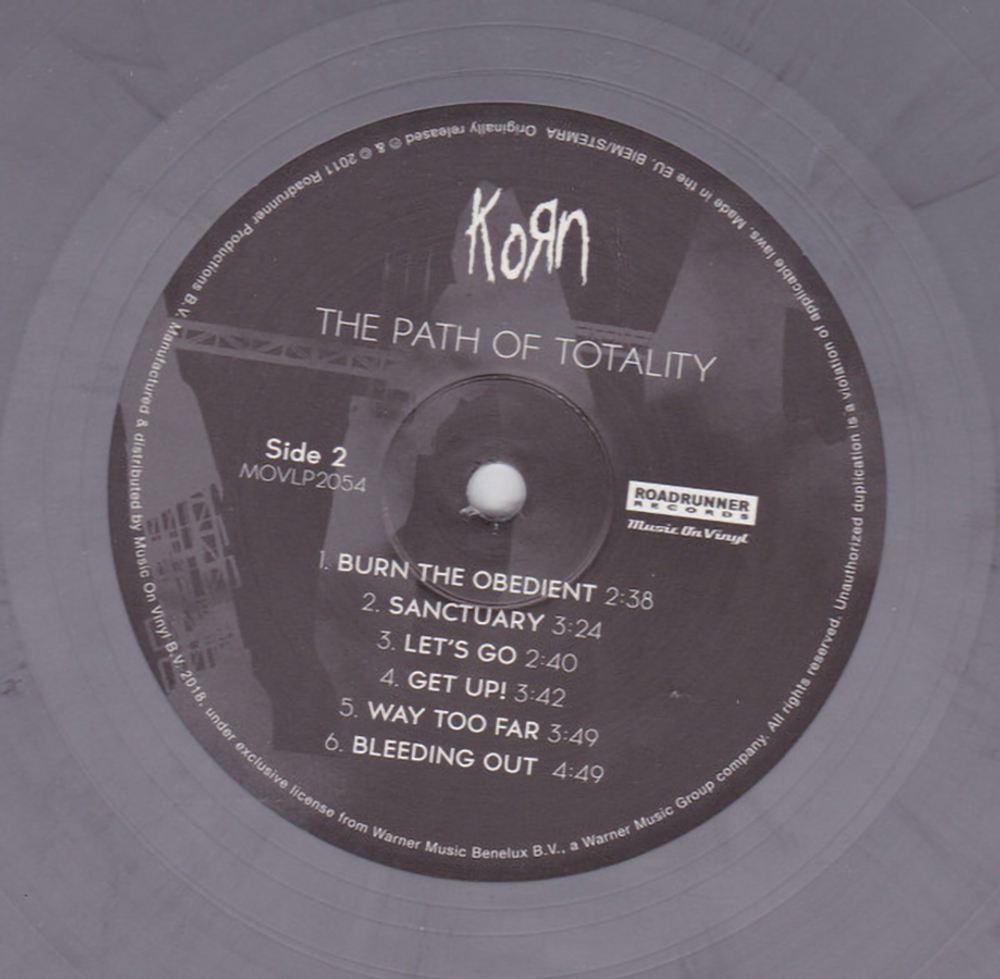 KoЯn
THE PATH OF TOTALITY
Side 2
MOVLP2054
ROADRUNNER
RECORDS
Music On Vinyl
1. BURN THE OBEDIENT 2:38
2. SANCTUARY 3:24
3. LET'S GO 2:40
4. GET UP! 3:42
5. WAY TOO FAR 3:49
6. BLEEDING OUT 4:49
Originally released ℗ & © 2011 Roadrunner Productions B.V. Manufactured & distributed by Music On Vinyl B.V. 2018, under exclusive license from Warner Music Benelux B.V., a Warner Music Group company. All rights reserved. Unauthorized duplication is a violation of applicable laws. Made in the EU. BIEM/STEMRA